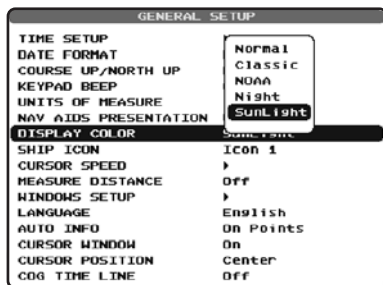 GENERAL SETUP
TIME SETUP
DATE FORMAT
COURSE UP/NORTH UP
KEYPAD BEEP
UNITS OF MEASURE
NAV AIDS PRESENTATION
Normal
Classic
NOAA
Night
SunLight
DISPLAY COLOR SunLight
SHIP ICON Icon 1
CURSOR SPEED
MEASURE DISTANCE Off
WINDOWS SETUP
LANGUAGE English
AUTO INFO On Points
CURSOR WINDOW On
CURSOR POSITION Center
COG TIME LINE Off